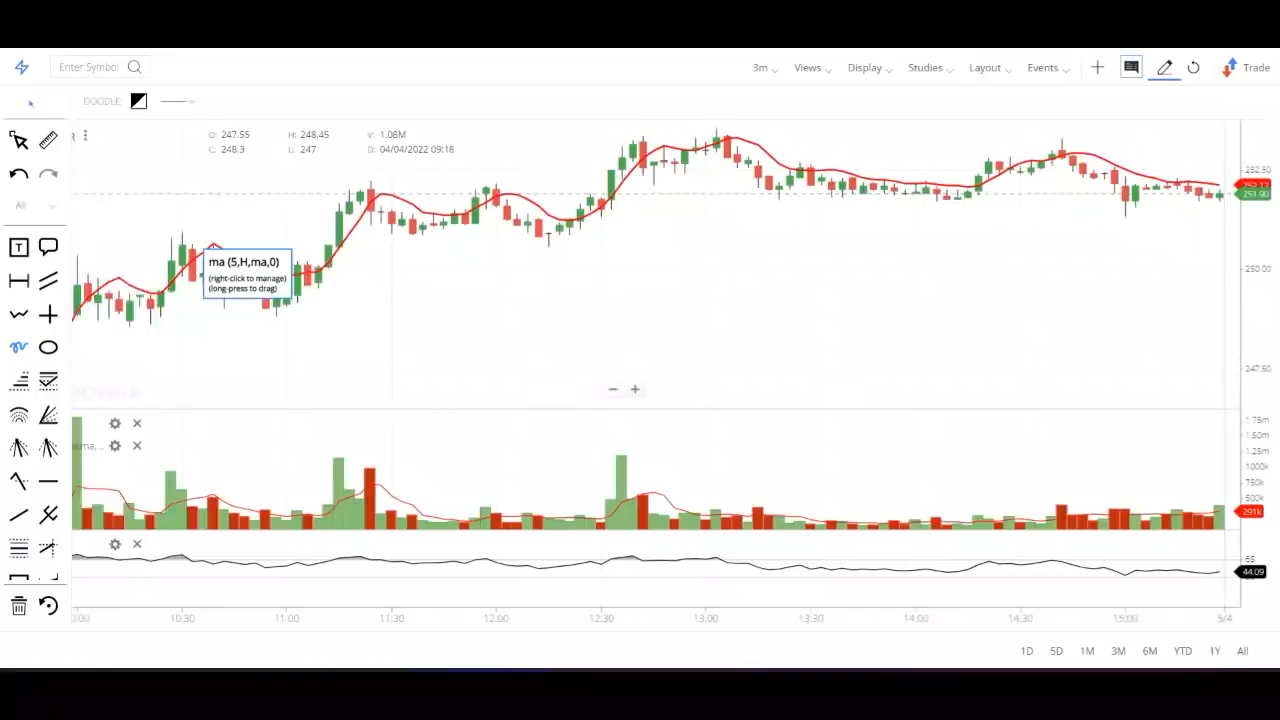 Enter Symbol
3m Views Display Studies Layout Events Trade
DOODLE:
O: 247.55 H: 248.45 V: 1.08M
C: 248.3 L: 247 D: 04/04/2022 09:18
All
T
252.50
251.90
ma (5,H,ma,0)
(right-click to manage)
(long-press to drag)
250.00
247.50
1.75m
1.50m
1.25m
1000k
750k
500k
291k
65
44.09
10:30 11:00 11:30 12:00 12:30 13:00 13:30 14:00 14:30 15:00 5/4
1D 5D 1M 3M 6M YTD 1Y All